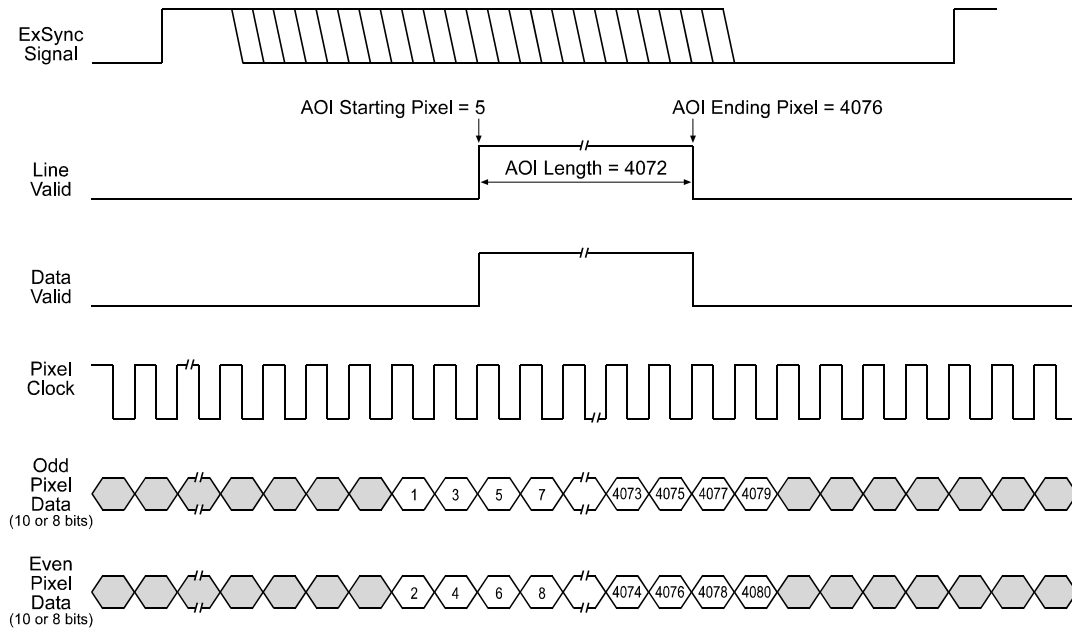 ExSync
Signal
AOI Starting Pixel = 5
AOI Ending Pixel = 4076
Line
Valid
AOI Length = 4072
Data
Valid
Pixel
Clock
Odd
Pixel
Data
(10 or 8 bits)
1 3 5 7 4073 4075 4077 4079
Even
Pixel
Data
(10 or 8 bits)
2 4 6 8 4074 4076 4078 4080